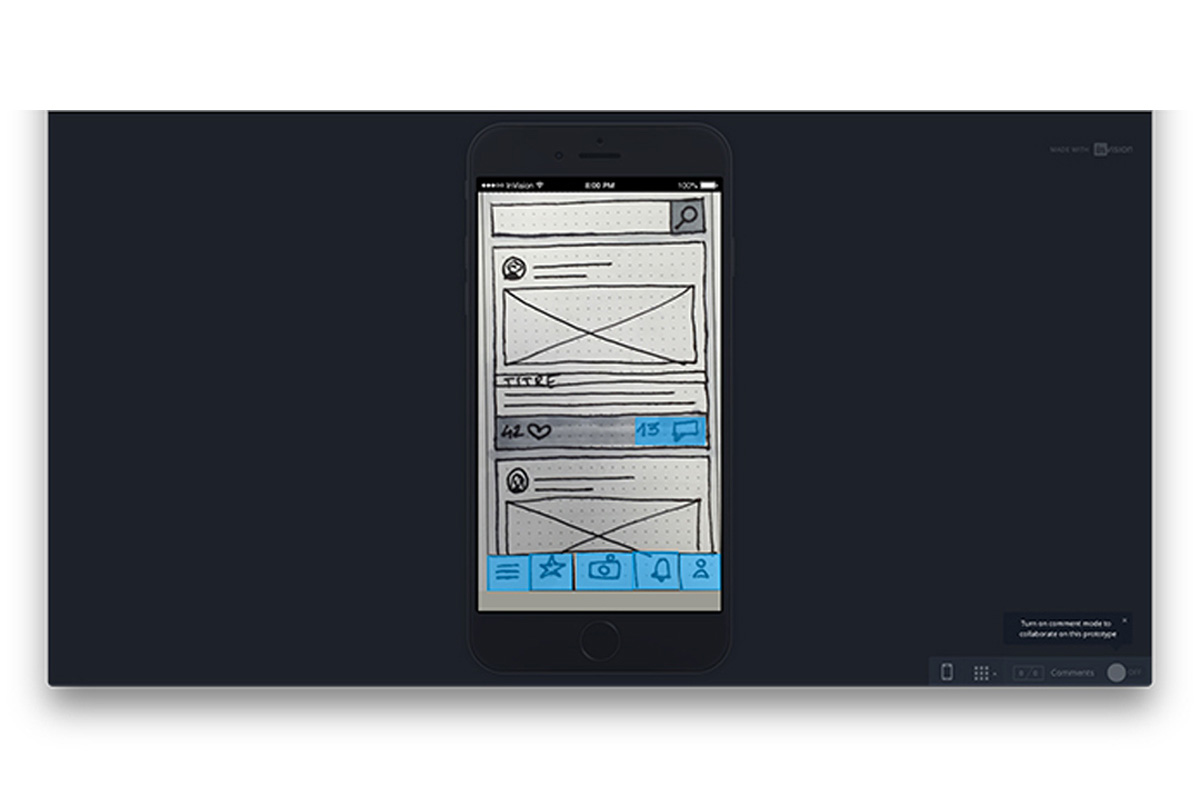 MADE WITH InVision
InVision 8:00 PM 100%
TITRE
42 13
Turn on comment mode to
collaborate on this prototype
0 / 0 Comments OFF